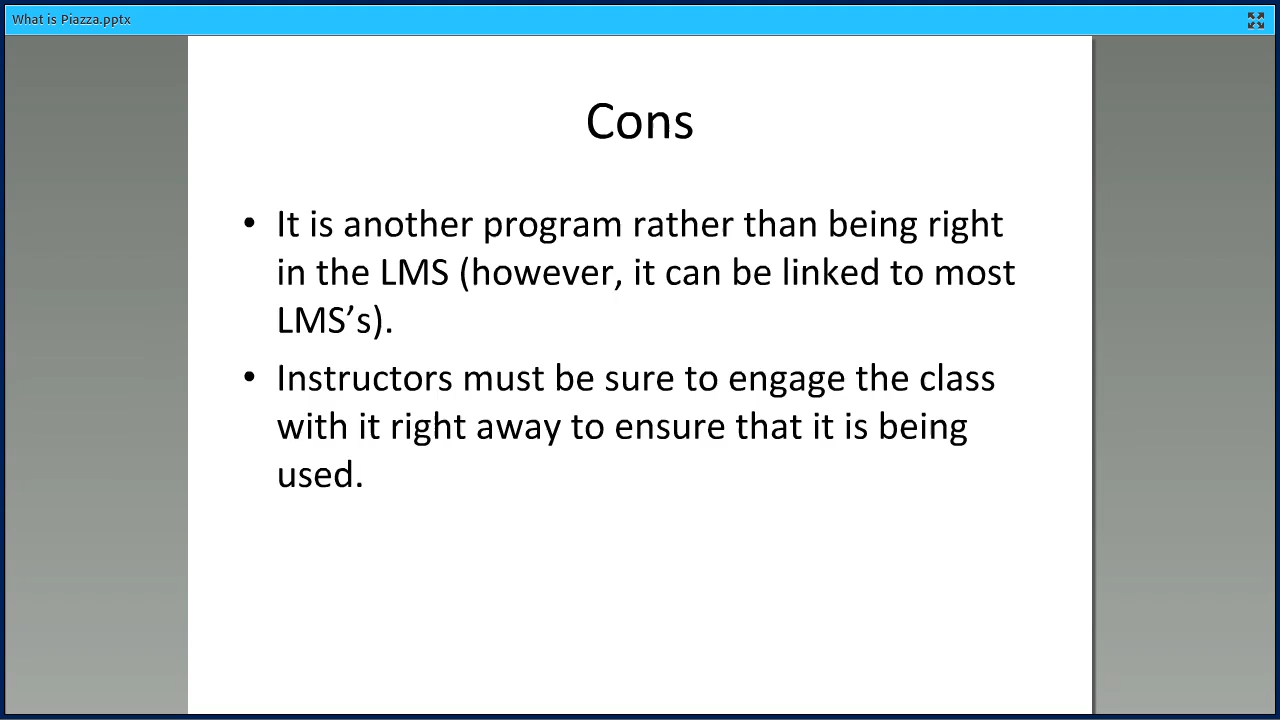 What is Piazza.pptx
Cons
• It is another program rather than being right
in the LMS (however, it can be linked to most
LMS’s).
• Instructors must be sure to engage the class
with it right away to ensure that it is being
used.